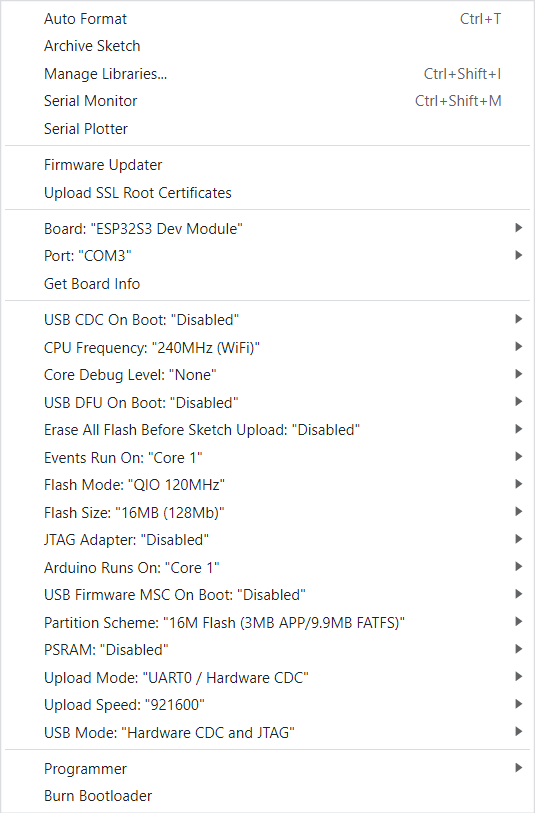 Auto Format Ctrl+T
Archive Sketch
Manage Libraries... Ctrl+Shift+I
Serial Monitor Ctrl+Shift+M
Serial Plotter
Firmware Updater
Upload SSL Root Certificates
Board: "ESP32S3 Dev Module"
Port: "COM3"
Get Board Info
USB CDC On Boot: "Disabled"
CPU Frequency: "240MHz (WiFi)"
Core Debug Level: "None"
USB DFU On Boot: "Disabled"
Erase All Flash Before Sketch Upload: "Disabled"
Events Run On: "Core 1"
Flash Mode: "QIO 120MHz"
Flash Size: "16MB (128Mb)"
JTAG Adapter: "Disabled"
Arduino Runs On: "Core 1"
USB Firmware MSC On Boot: "Disabled"
Partition Scheme: "16M Flash (3MB APP/9.9MB FATFS)"
PSRAM: "Disabled"
Upload Mode: "UART0 / Hardware CDC"
Upload Speed: "921600"
USB Mode: "Hardware CDC and JTAG"
Programmer
Burn Bootloader